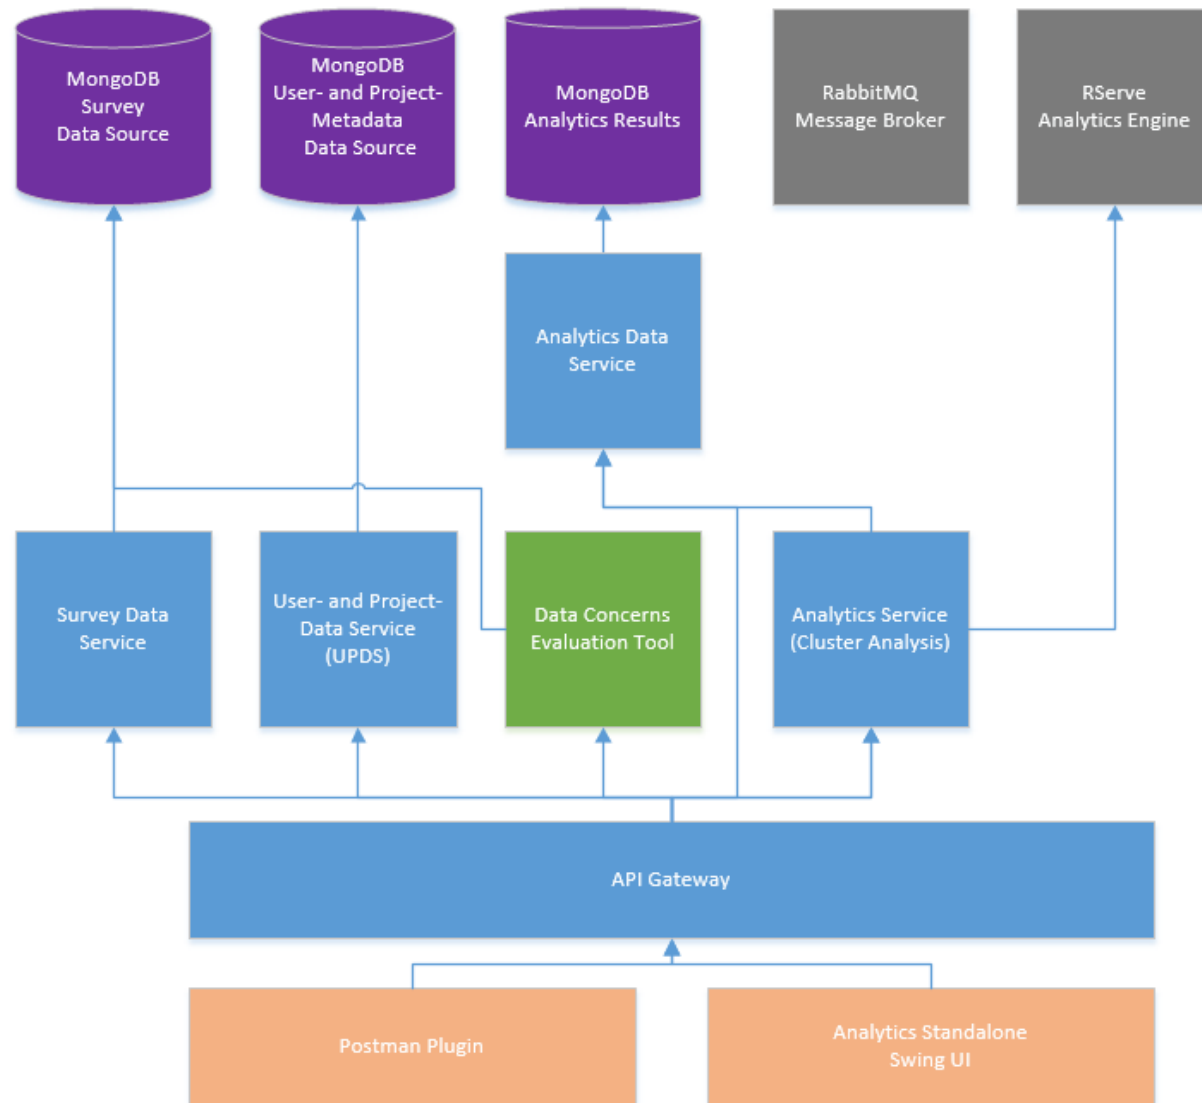 MongoDB
Survey
Data Source
MongoDB
User- and Project-
Metadata
Data Source
MongoDB
Analytics Results
RabbitMQ
Message Broker
RServe
Analytics Engine
Analytics Data
Service
Survey Data
Service
User- and Project-
Data Service
(UPDS)
Data Concerns
Evaluation Tool
Analytics Service
(Cluster Analysis)
API Gateway
Postman Plugin
Analytics Standalone
Swing UI